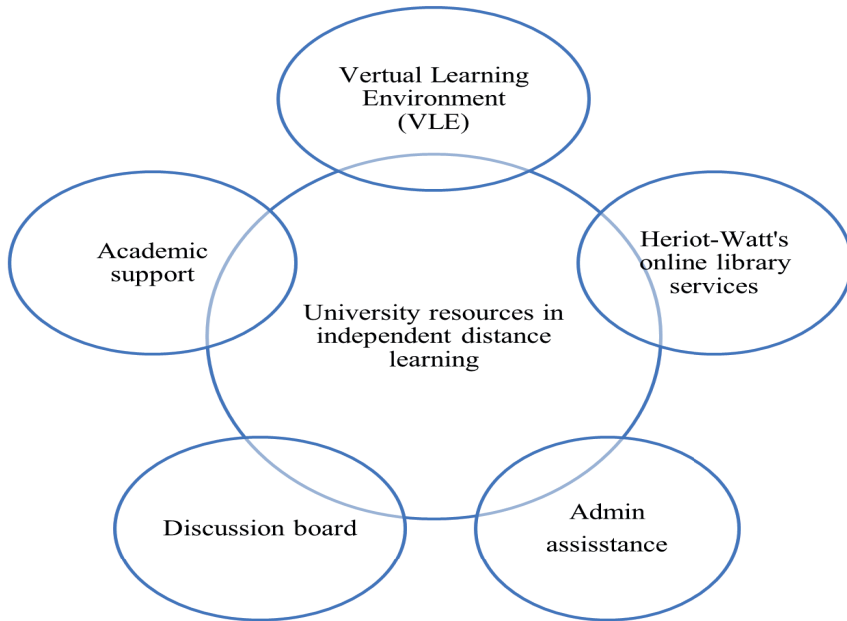 Vertual Learning
Environment
(VLE)
Academic
support
Heriot-Watt's
online library
services
University resources in
independent distance
learning
Discussion board
Admin
assisstance